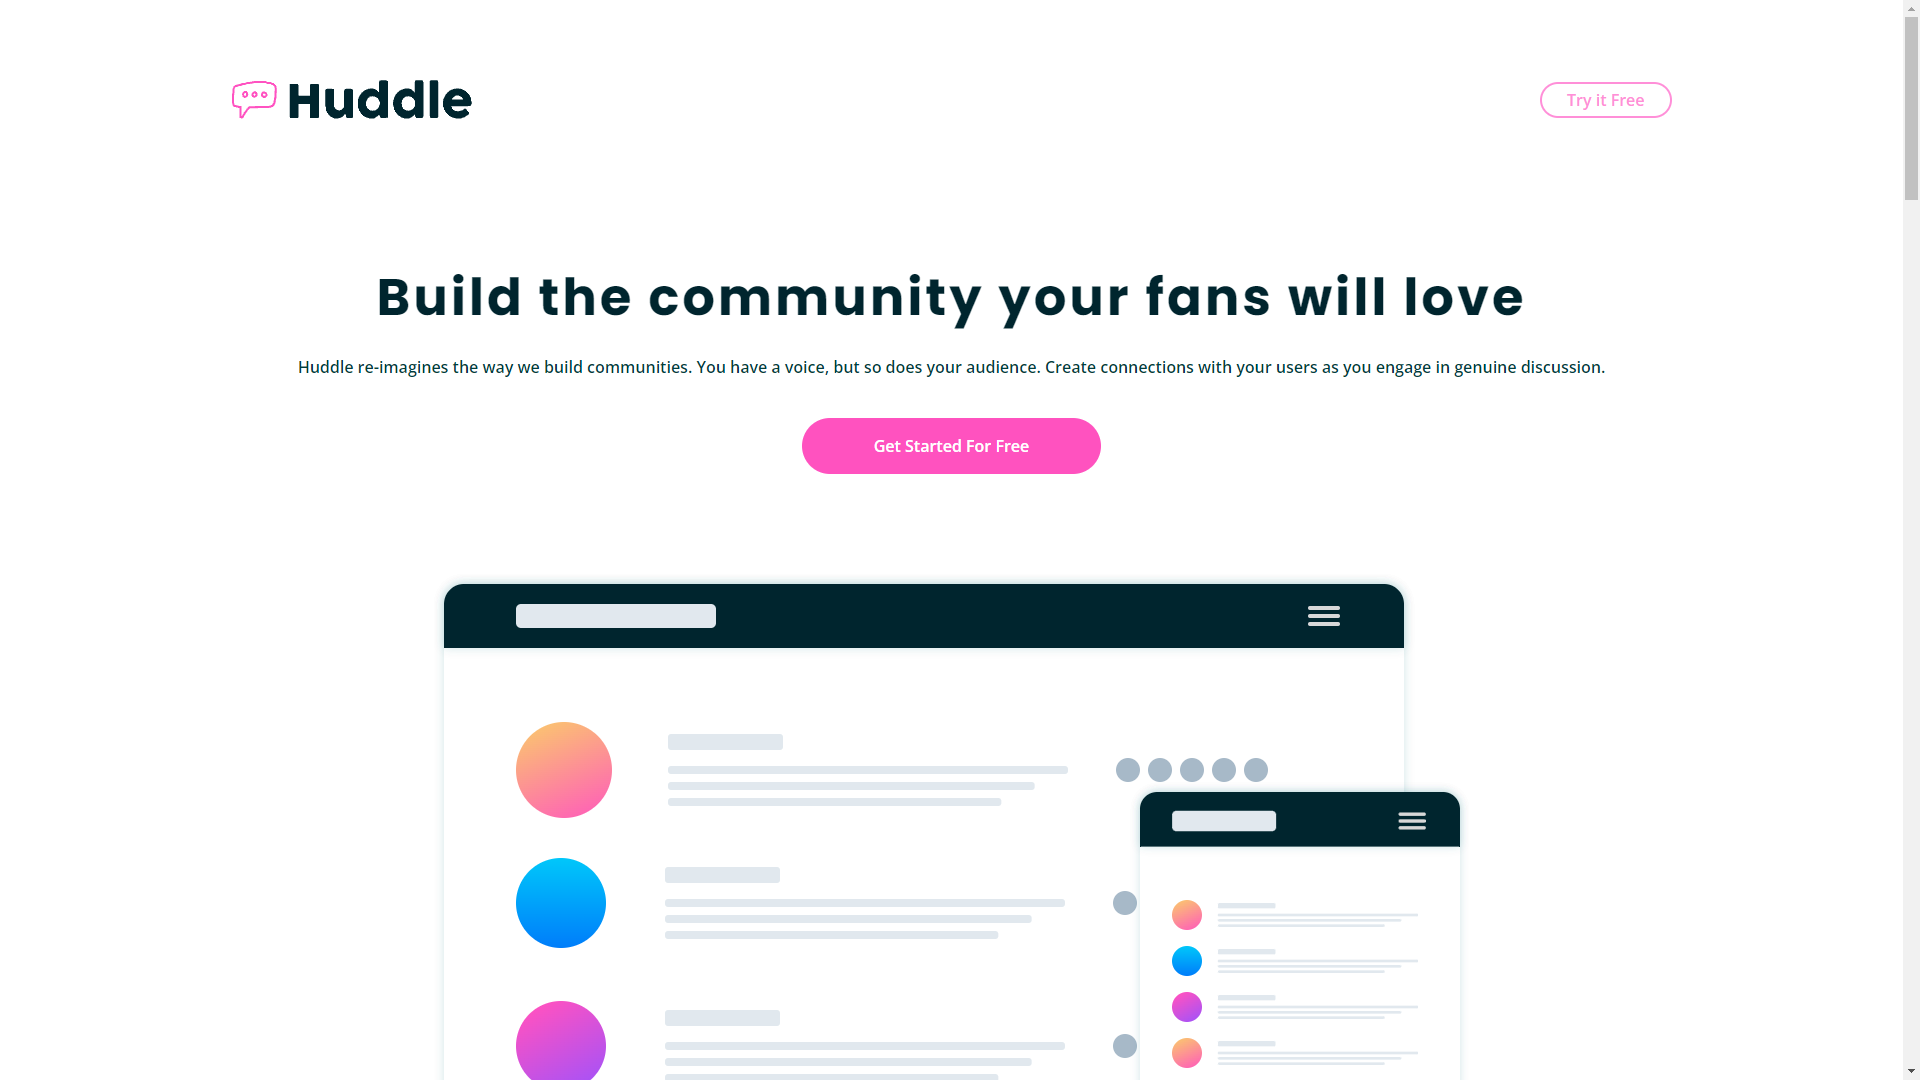 Huddle
Try it Free
Build the community your fans will love
Huddle re-imagines the way we build communities. You have a voice, but so does your audience. Create connections with your users as you engage in genuine discussion.
Get Started For Free